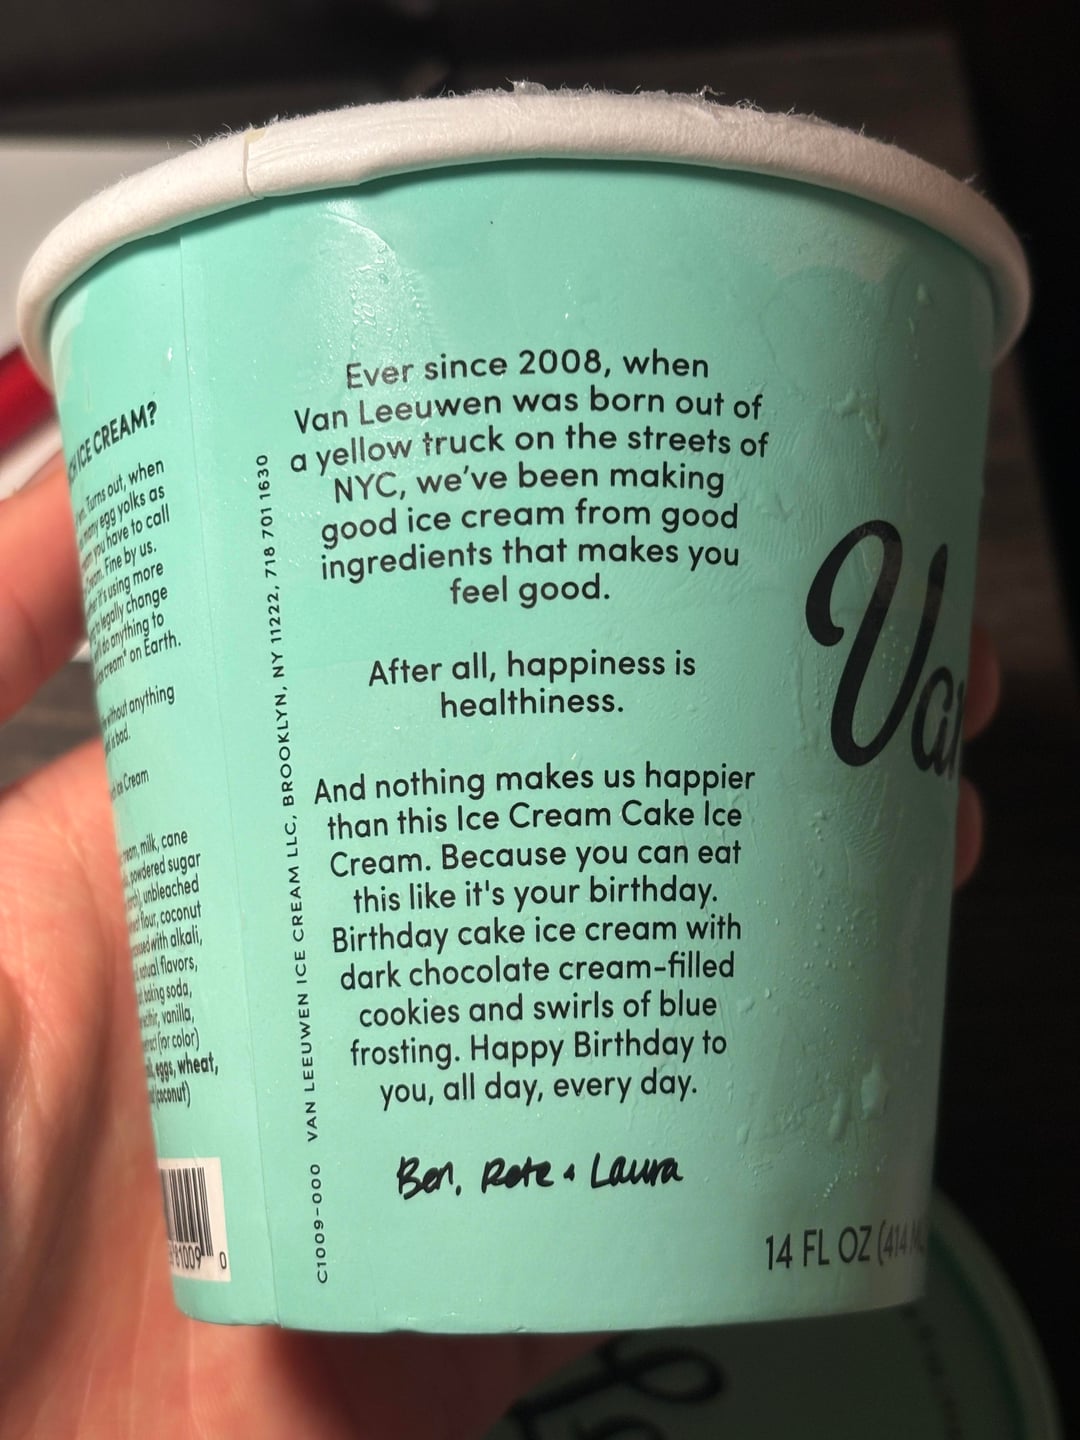 CH ICE CREAM?
Turns out, when
many egg yolks as
you have to call
Cream. Fine by us.
it's using more
to legally change
do anything to
cream" on Earth.
without anything
is bad.
Ice Cream
cream, milk, cane
powdered sugar
unbleached
flour, coconut
with alkali,
natural flavors,
baking soda,
vanilla,
(for color)
eggs, wheat,
(coconut)
81009 0
C1009-000 VAN LEEUWEN ICE CREAM LLC, BROOKLYN, NY 11222, 718 701 1630
Ever since 2008, when
Van Leeuwen was born out of
a yellow truck on the streets of
NYC, we've been making
good ice cream from good
ingredients that makes you
feel good.
After all, happiness is
healthiness.
And nothing makes us happier
than this Ice Cream Cake Ice
Cream. Because you can eat
this like it's your birthday.
Birthday cake ice cream with
dark chocolate cream-filled
cookies and swirls of blue
frosting. Happy Birthday to
you, all day, every day.
Ben, Pete & Laura
Van
14 FL OZ (414 M